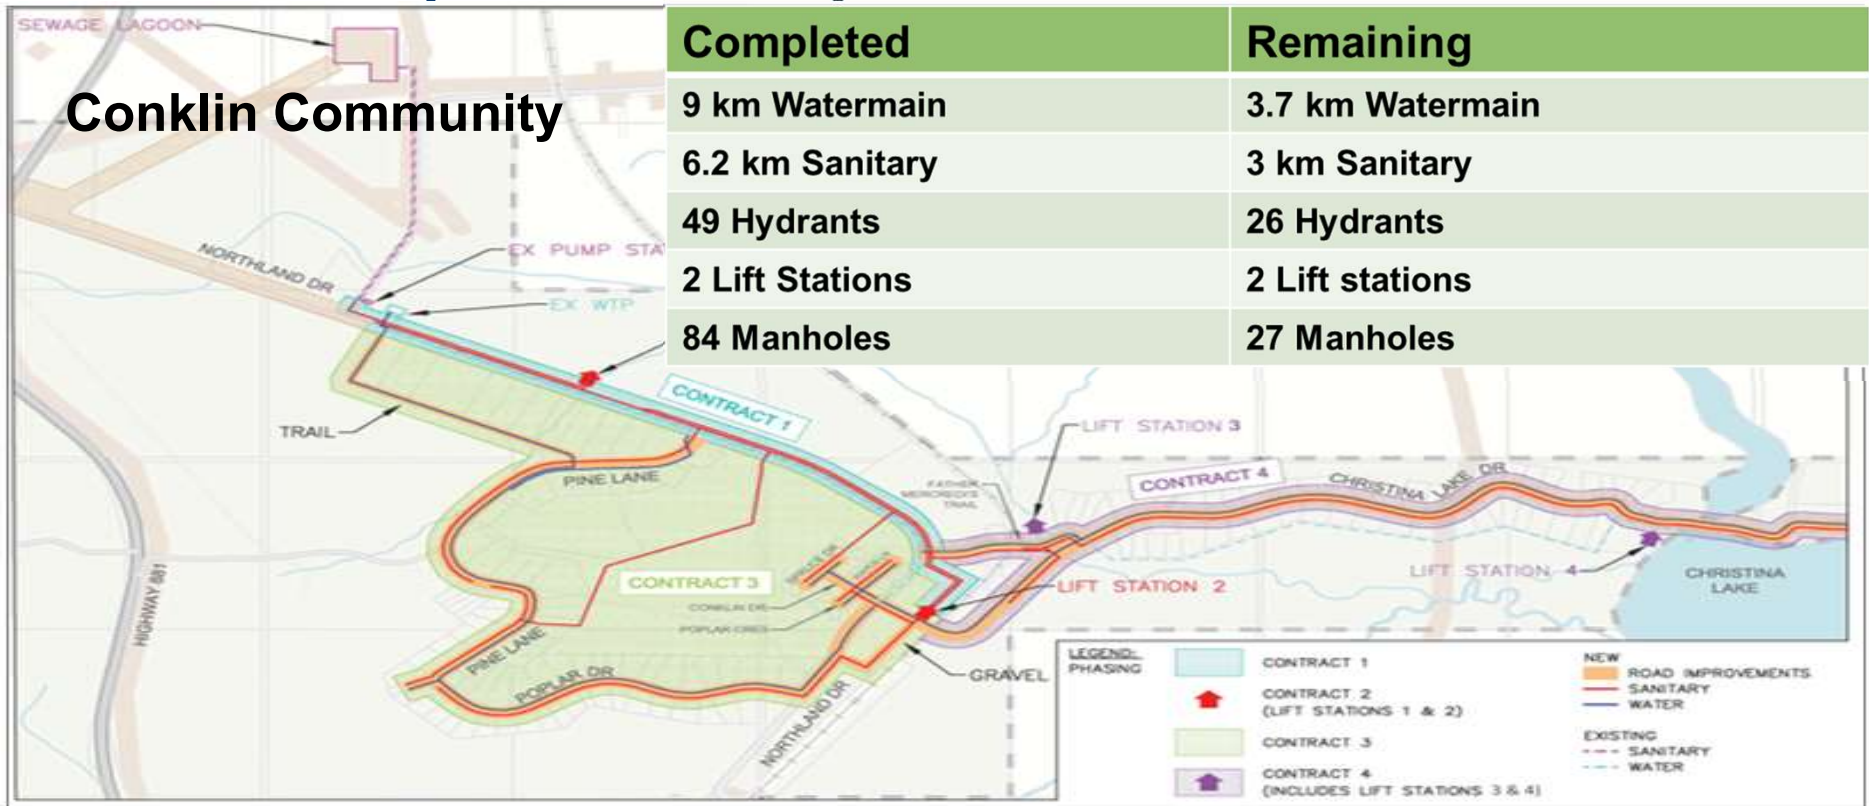 SEWAGE LAGOON
Conklin Community
Completed
Remaining
9 km Watermain
3.7 km Watermain
6.2 km Sanitary
3 km Sanitary
49 Hydrants
26 Hydrants
2 Lift Stations
2 Lift stations
84 Manholes
27 Manholes
NORTHLAND DR
EX PUMP STA
EX WTP
CONTRACT 1
TRAIL
LIFT STATION 3
PINE LANE
FATHER
MERCREDI'S
TRAIL
CONTRACT 4
CHRISTINA LAKE DR
HIGHWAY 881
CONTRACT 3
CONKLIN DR
POPLAR CRES
LIFT STATION 2
LIFT STATION 4
CHRISTINA
LAKE
PINE LANE
POPLAR DR
GRAVEL
NORTHLAND DR
LEGEND:
PHASING
CONTRACT 1
CONTRACT 2
(LIFT STATIONS 1 & 2)
CONTRACT 3
CONTRACT 4
(INCLUDES LIFT STATIONS 3 & 4)
NEW
ROAD IMPROVEMENTS
SANITARY
WATER
EXISTING
SANITARY
WATER